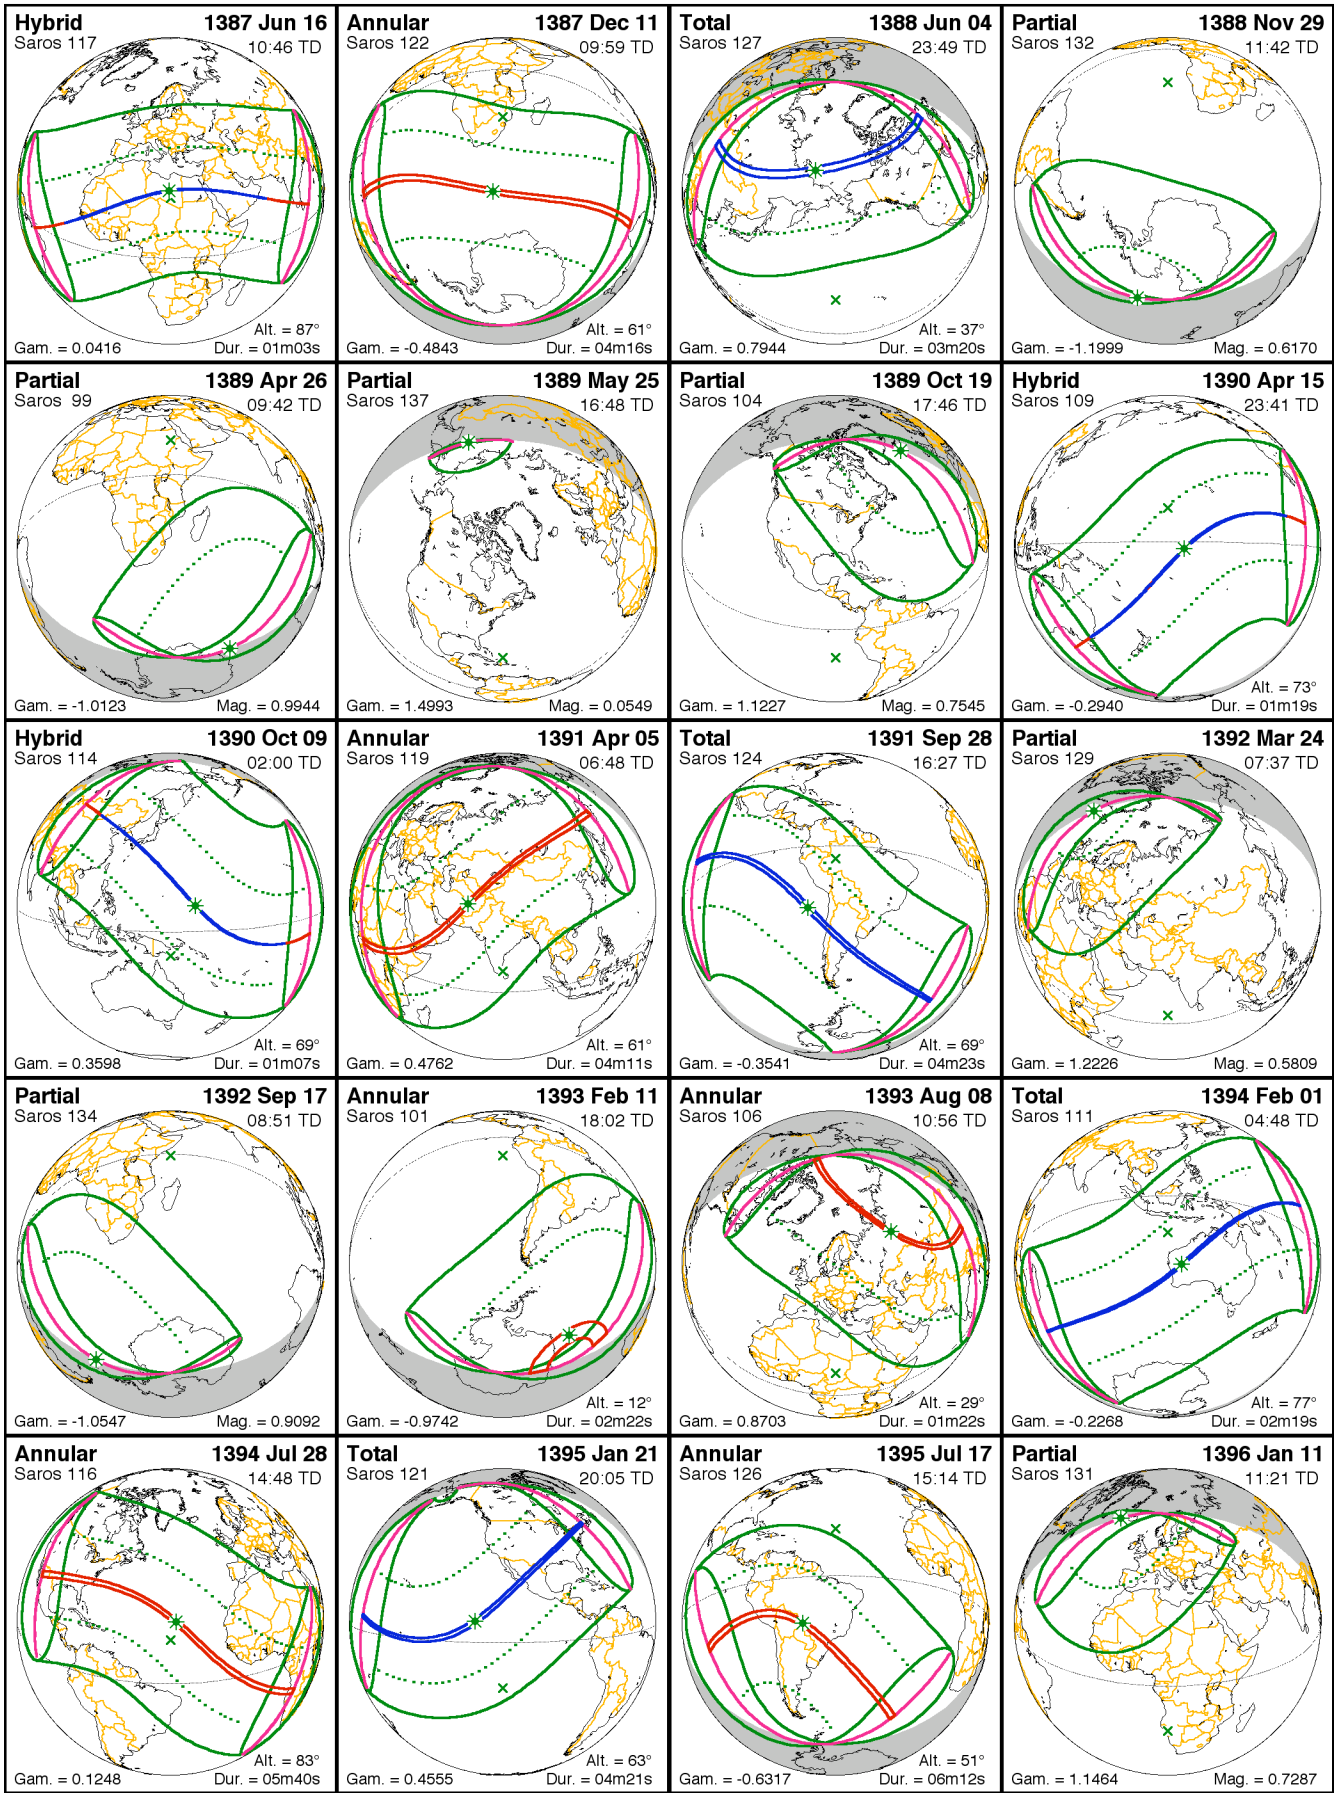 Hybrid 1387 Jun 16
Saros 117 10:46 TD
Alt. = 87°
Gam. = 0.0416 Dur. = 01m03s
Annular 1387 Dec 11
Saros 122 09:59 TD
Alt. = 61°
Gam. = -0.4843 Dur. = 04m16s
Total 1388 Jun 04
Saros 127 23:49 TD
Alt. = 37°
Gam. = 0.7944 Dur. = 03m20s
Partial 1388 Nov 29
Saros 132 11:42 TD
Gam. = -1.1999 Mag. = 0.6170
Partial 1389 Apr 26
Saros 99 09:42 TD
Gam. = -1.0123 Mag. = 0.9944
Partial 1389 May 25
Saros 137 16:48 TD
Gam. = 1.4993 Mag. = 0.0549
Partial 1389 Oct 19
Saros 104 17:46 TD
Gam. = 1.1227 Mag. = 0.7545
Hybrid 1390 Apr 15
Saros 109 23:41 TD
Alt. = 73°
Gam. = -0.2940 Dur. = 01m19s
Hybrid 1390 Oct 09
Saros 114 02:00 TD
Alt. = 69°
Gam. = 0.3598 Dur. = 01m07s
Annular 1391 Apr 05
Saros 119 06:48 TD
Alt. = 61°
Gam. = 0.4762 Dur. = 04m11s
Total 1391 Sep 28
Saros 124 16:27 TD
Alt. = 69°
Gam. = -0.3541 Dur. = 04m23s
Partial 1392 Mar 24
Saros 129 07:37 TD
Gam. = 1.2226 Mag. = 0.5809
Partial 1392 Sep 17
Saros 134 08:51 TD
Gam. = -1.0547 Mag. = 0.9092
Annular 1393 Feb 11
Saros 101 18:02 TD
Alt. = 12°
Gam. = -0.9742 Dur. = 02m22s
Annular 1393 Aug 08
Saros 106 10:56 TD
Alt. = 29°
Gam. = 0.8703 Dur. = 01m22s
Total 1394 Feb 01
Saros 111 04:48 TD
Alt. = 77°
Gam. = -0.2268 Dur. = 02m19s
Annular 1394 Jul 28
Saros 116 14:48 TD
Alt. = 83°
Gam. = 0.1248 Dur. = 05m40s
Total 1395 Jan 21
Saros 121 20:05 TD
Alt. = 63°
Gam. = 0.4555 Dur. = 04m21s
Annular 1395 Jul 17
Saros 126 15:14 TD
Alt. = 51°
Gam. = -0.6317 Dur. = 06m12s
Partial 1396 Jan 11
Saros 131 11:21 TD
Gam. = 1.1464 Mag. = 0.7287